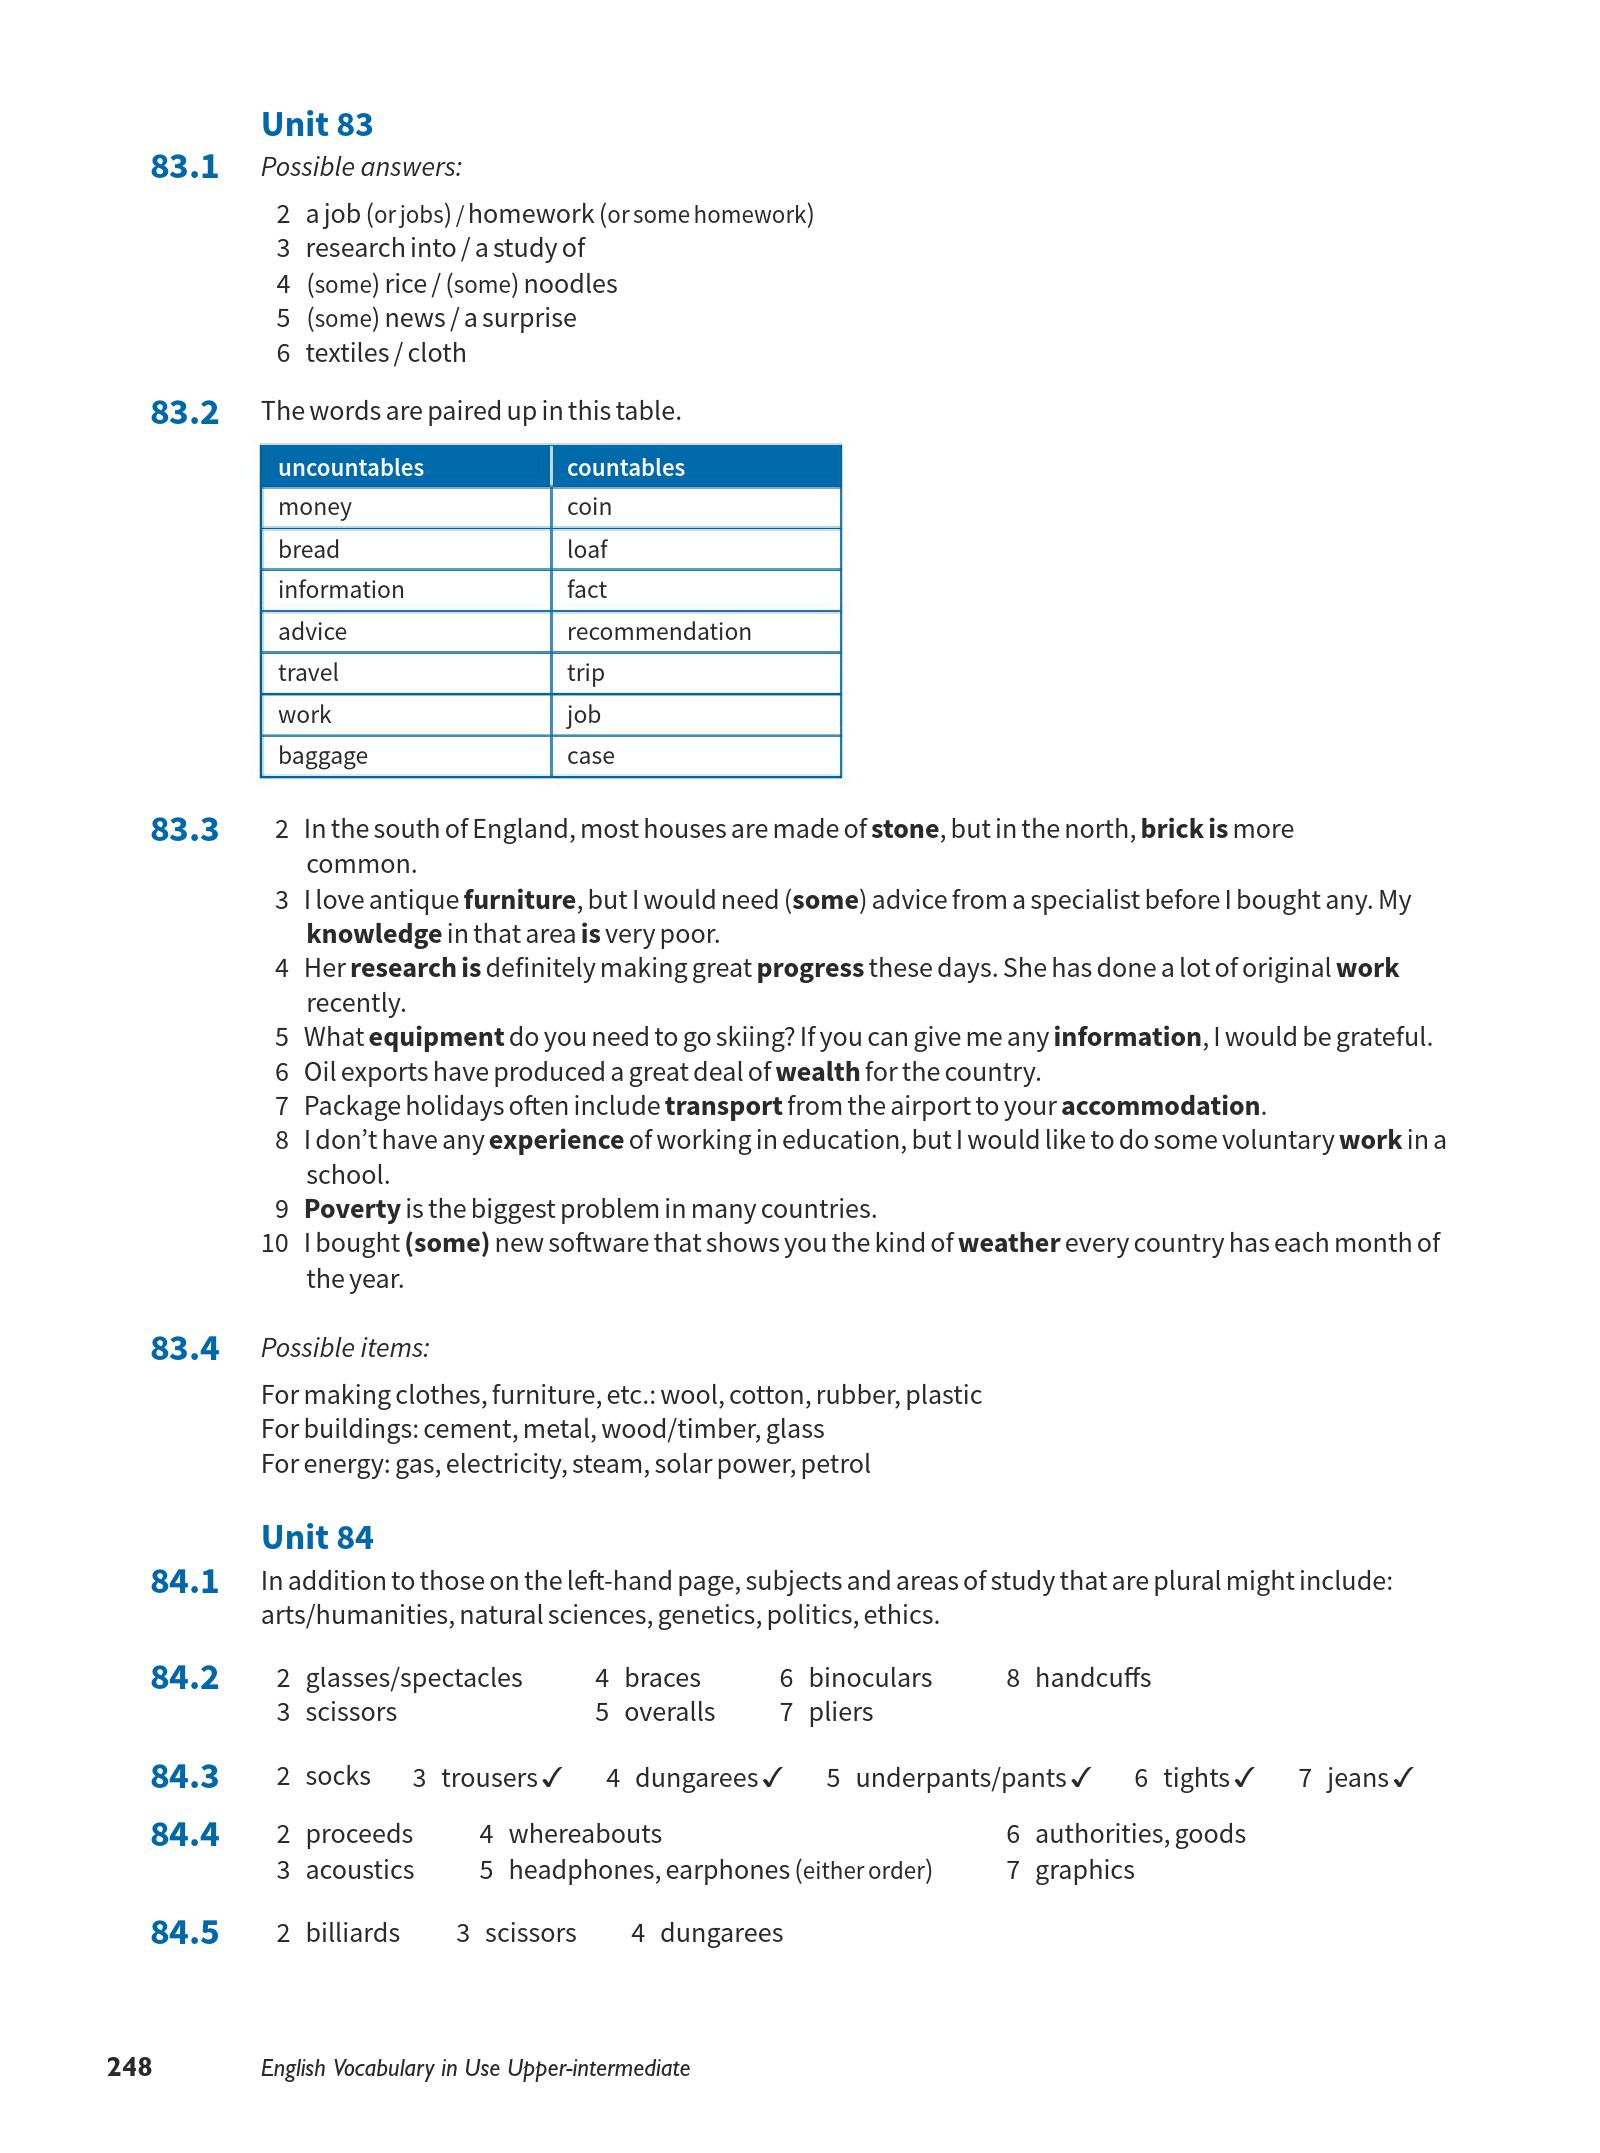 Unit 83
83.1 Possible answers:
2 a job (or jobs) / homework (or some homework)
3 research into / a study of
4 (some) rice / (some) noodles
5 (some) news / a surprise
6 textiles / cloth
83.2 The words are paired up in this table.
uncountables countables
money coin
bread loaf
information fact
advice recommendation
travel trip
work job
baggage case
83.3 2 In the south of England, most houses are made of stone, but in the north, brick is more
common.
3 I love antique furniture, but I would need (some) advice from a specialist before I bought any. My
knowledge in that area is very poor.
4 Her research is definitely making great progress these days. She has done a lot of original work
recently.
5 What equipment do you need to go skiing? If you can give me any information, I would be grateful.
6 Oil exports have produced a great deal of wealth for the country.
7 Package holidays often include transport from the airport to your accommodation.
8 I don’t have any experience of working in education, but I would like to do some voluntary work in a
school.
9 Poverty is the biggest problem in many countries.
10 I bought (some) new software that shows you the kind of weather every country has each month of
the year.
83.4 Possible items:
For making clothes, furniture, etc.: wool, cotton, rubber, plastic
For buildings: cement, metal, wood/timber, glass
For energy: gas, electricity, steam, solar power, petrol
Unit 84
84.1 In addition to those on the left-hand page, subjects and areas of study that are plural might include:
arts/humanities, natural sciences, genetics, politics, ethics.
84.2 2 glasses/spectacles 4 braces 6 binoculars 8 handcuffs
3 scissors 5 overalls 7 pliers
84.3 2 socks 3 trousers ✓ 4 dungarees ✓ 5 underpants/pants ✓ 6 tights ✓ 7 jeans ✓
84.4 2 proceeds 4 whereabouts 6 authorities, goods
3 acoustics 5 headphones, earphones (either order) 7 graphics
84.5 2 billiards 3 scissors 4 dungarees
248 English Vocabulary in Use Upper-intermediate